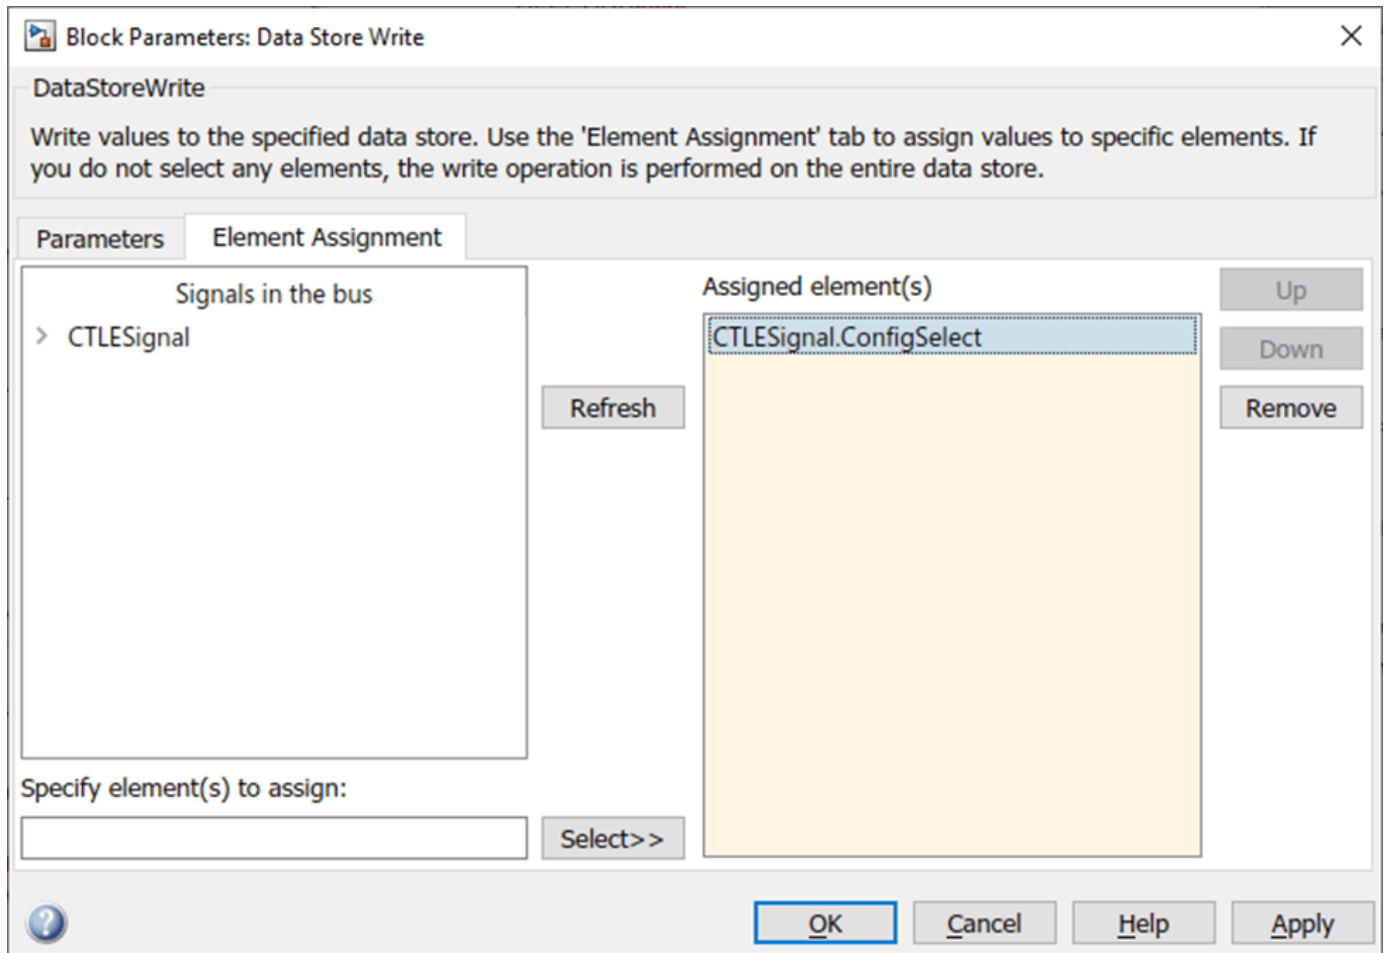 Block Parameters: Data Store Write
DataStoreWrite
Write values to the specified data store. Use the 'Element Assignment' tab to assign values to specific elements. If
you do not select any elements, the write operation is performed on the entire data store.
Parameters
Element Assignment
Signals in the bus
CTLESignal
Refresh
Specify element(s) to assign:
Select>>
Assigned element(s)
CTLESignal.ConfigSelect
Up
Down
Remove
OK
Cancel
Help
Apply